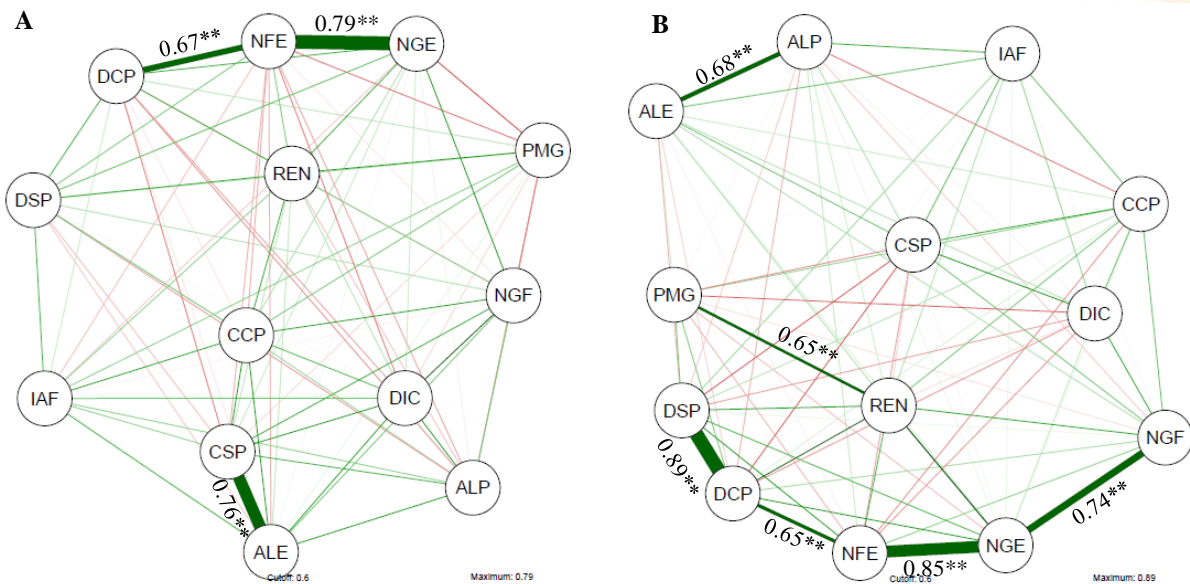 A
0.67**
NFE
0.79**
NGE
DCP
PMG
REN
DSP
NGF
CCP
IAF
DIC
CSP
ALP
0.76**
ALE
Cutoff: 0.6
Maximum: 0.79
B
ALP
IAF
0.68**
ALE
CCP
CSP
PMG
DIC
0.65**
DSP
REN
NGF
0.89**
DCP
0.74**
0.65**
NFE
NGE
0.85**
Cutoff: 0.6
Maximum: 0.89